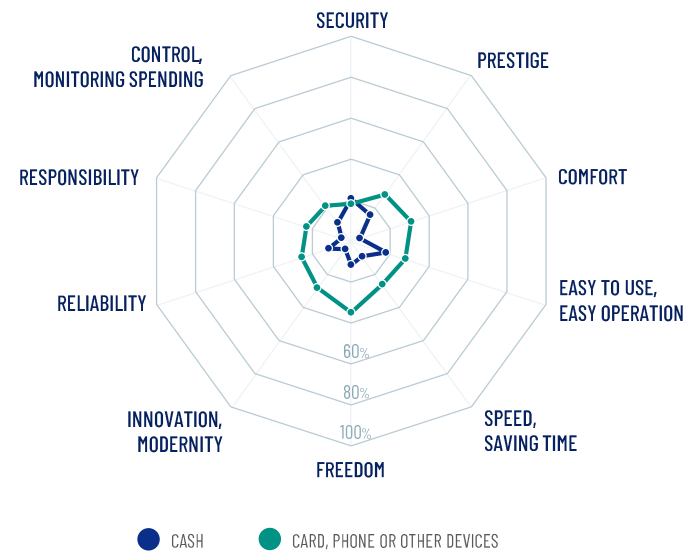 SECURITY
PRESTIGE
CONTROL,
MONITORING SPENDING
COMFORT
RESPONSIBILITY
EASY TO USE,
EASY OPERATION
RELIABILITY
60%
80%
100%
INNOVATION,
MODERNITY
SPEED,
SAVING TIME
FREEDOM
CASH
CARD, PHONE OR OTHER DEVICES